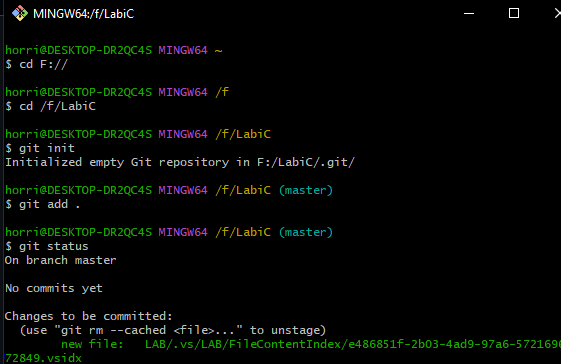 MINGW64:/f/LabiC
horri@DESKTOP-DR2QC4S MINGW64 ~
$ cd F://
horri@DESKTOP-DR2QC4S MINGW64 /f
$ cd /f/LabiC
horri@DESKTOP-DR2QC4S MINGW64 /f/LabiC
$ git init
Initialized empty Git repository in F:/LabiC/.git/
horri@DESKTOP-DR2QC4S MINGW64 /f/LabiC (master)
$ git add .
horri@DESKTOP-DR2QC4S MINGW64 /f/LabiC (master)
$ git status
On branch master
No commits yet
Changes to be committed:
(use "git rm --cached <file>..." to unstage)
new file: LAB/.vs/LAB/FileContentIndex/e486851f-2b03-4ad9-97a6-5721696
72849.vsidx